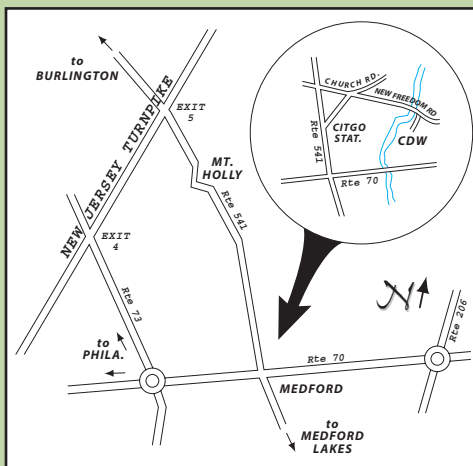 to
BURLINGTON
NEW JERSEY TURNPIKE
EXIT
5
MT.
HOLLY
Rte 541
EXIT
4
Rte 73
to
PHILA.
CHURCH RD.
NEW FREEDOM RD
CITGO
STAT.
CDW
Rte 541
Rte 70
N
Rte 206
Rte 70
MEDFORD
to
MEDFORD
LAKES